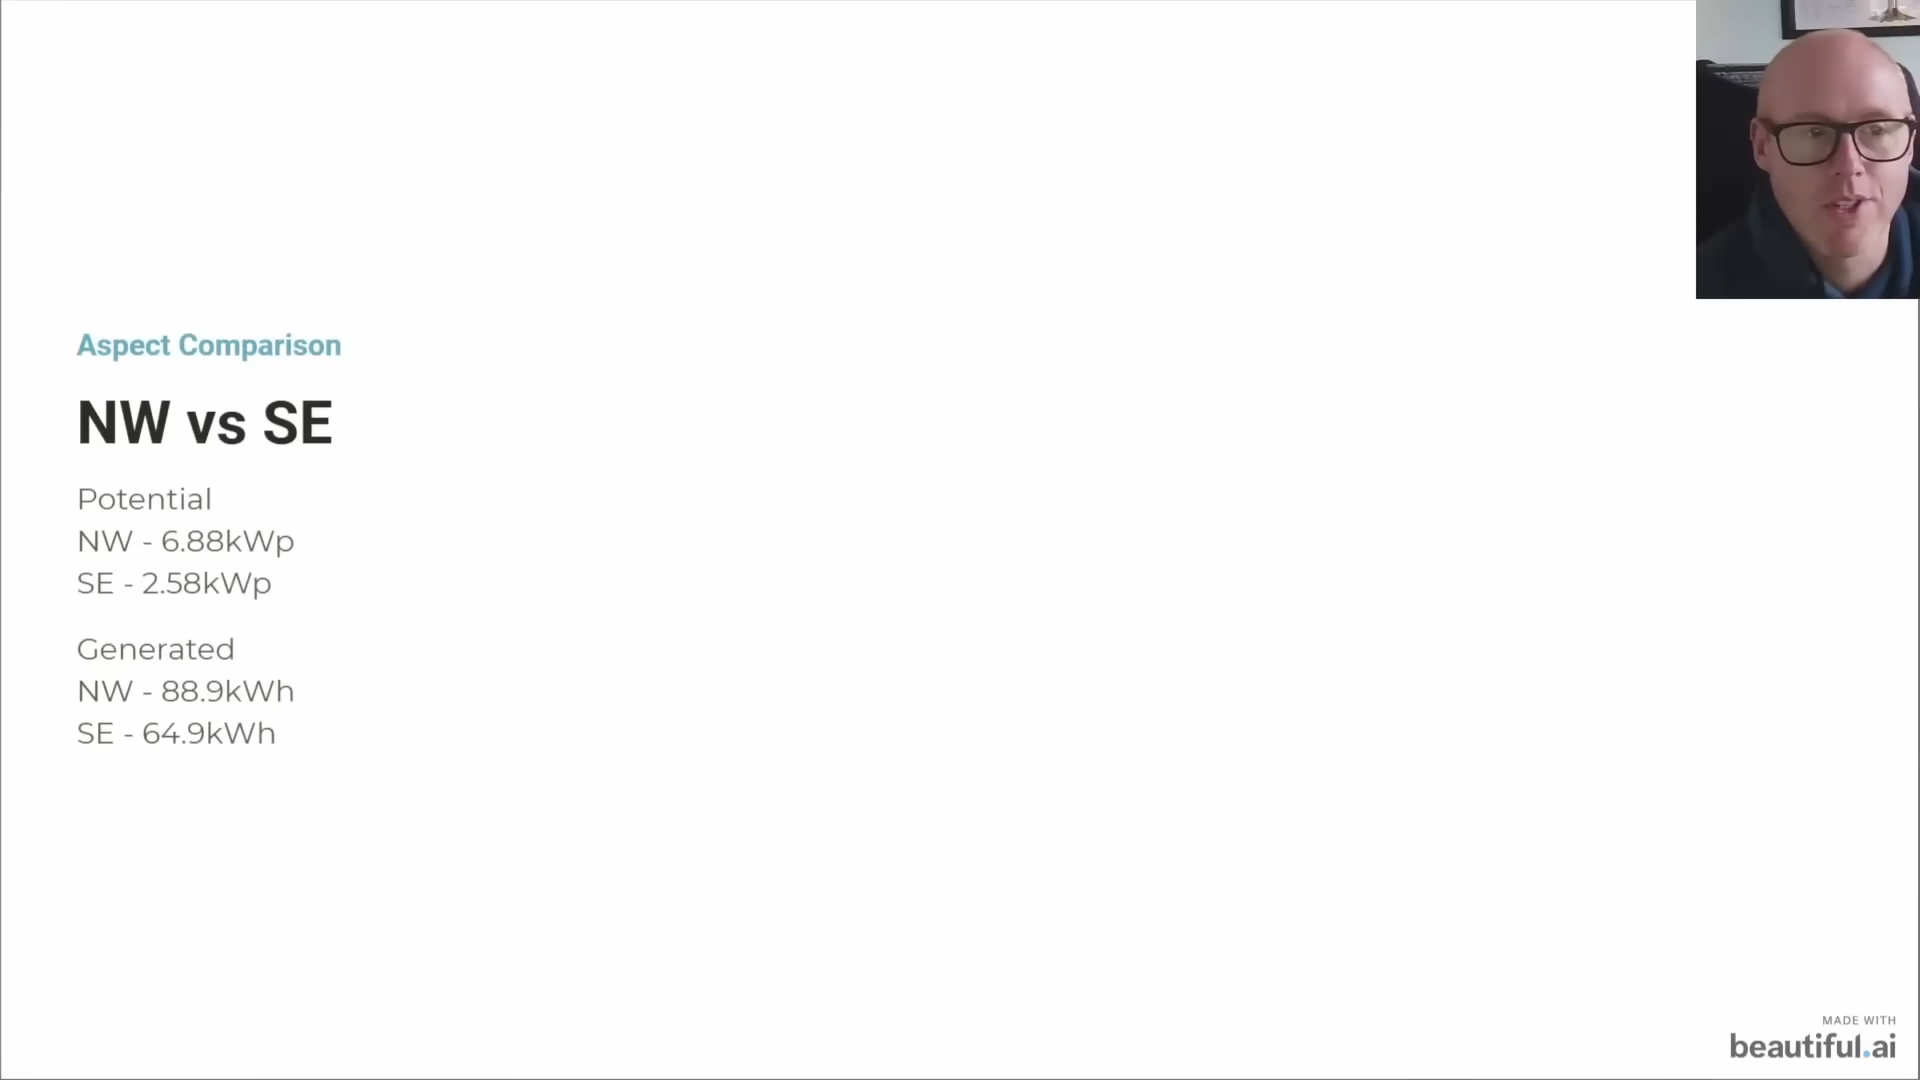 Aspect Comparison
NW vs SE
Potential
NW - 6.88kWp
SE - 2.58kWp
Generated
NW - 88.9kWh
SE - 64.9kWh
MADE WITH
beautiful.ai